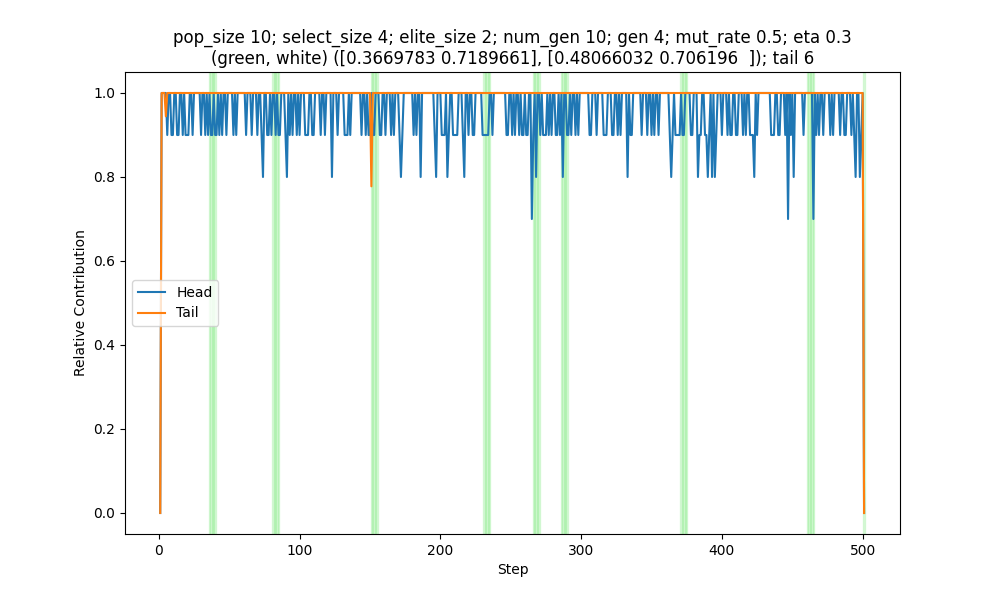 pop_size 10; select_size 4; elite_size 2; num_gen 10; gen 4; mut_rate 0.5; eta 0.3
(green, white) ([0.3669783 0.7189661], [0.48066032 0.706196  ]); tail 6
1.0
0.8
0.6
0.4
0.2
0.0
Relative Contribution
Head
Tail
0
100
200
300
400
500
Step